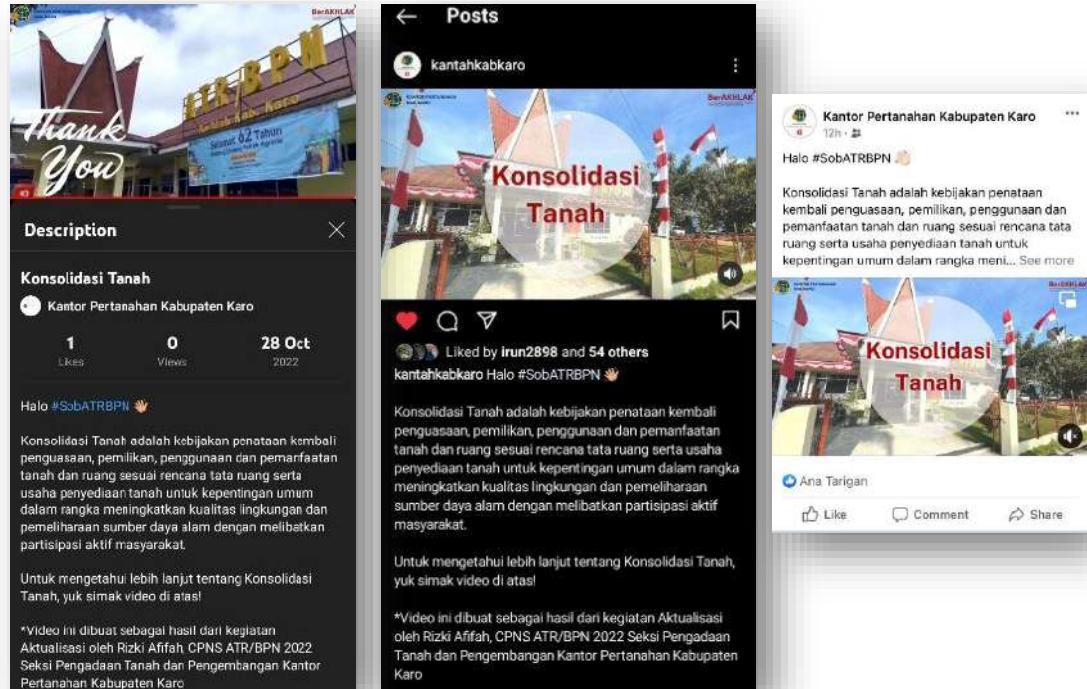 BerAKHLAK
ATR/BPN
Kantah Kab. Karo
Selamat 62 Tahun
Thank
You
Description
Konsolidasi Tanah
Kantor Pertanahan Kabupaten Karo
1
0
28 Oct
Likes
Views
2022
Halo #SobATRBPN 👋🏼
Konsolidasi Tanah adalah kebijakan penataan kembali
penguasaan, pemilikan, penggunaan dan pemanfaatan
tanah dan ruang sesuai rencana tata ruang serta
usaha penyediaan tanah untuk kepentingan umum
dalam rangka meningkatkan kualitas lingkungan dan
pemeliharaan sumber daya alam dengan melibatkan
partisipasi aktif masyarakat.
Untuk mengetahui lebih lanjut tentang Konsolidasi
Tanah, yuk simak video di atas!
*Video ini dibuat sebagai hasil dari kegiatan
Aktualisasi oleh Rizki Afifah, CPNS ATR/BPN 2022
Seksi Pengadaan Tanah dan Pengembangan Kantor
Pertanahan Kabupaten Karo
Posts
kantahkabkaro
KANTOR PERTANAHAN
KAB. KARO
BerAKHLAK
Konsolidasi
Tanah
Liked by irun2898 and 54 others
kantahkabkaro Halo #SobATRBPN 👋🏼
Konsolidasi Tanah adalah kebijakan penataan kembali
penguasaan, pemilikan, penggunaan dan pemanfaatan
tanah dan ruang sesuai rencana tata ruang serta usaha
penyediaan tanah untuk kepentingan umum dalam rangka
meningkatkan kualitas lingkungan dan pemeliharaan
sumber daya alam dengan melibatkan partisipasi aktif
masyarakat.
Untuk mengetahui lebih lanjut tentang Konsolidasi Tanah,
yuk simak video di atas!
*Video ini dibuat sebagai hasil dari kegiatan Aktualisasi
oleh Rizki Afifah, CPNS ATR/BPN 2022 Seksi Pengadaan
Tanah dan Pengembangan Kantor Pertanahan Kabupaten
Karo
Kantor Pertanahan Kabupaten Karo
12h
Halo #SobATRBPN 👋🏼
Konsolidasi Tanah adalah kebijakan penataan
kembali penguasaan, pemilikan, penggunaan dan
pemanfaatan tanah dan ruang sesuai rencana tata
ruang serta usaha penyediaan tanah untuk
kepentingan umum dalam rangka meni... See more
BerAKHLAK
Konsolidasi
Tanah
Ana Tarigan
Like
Comment
Share